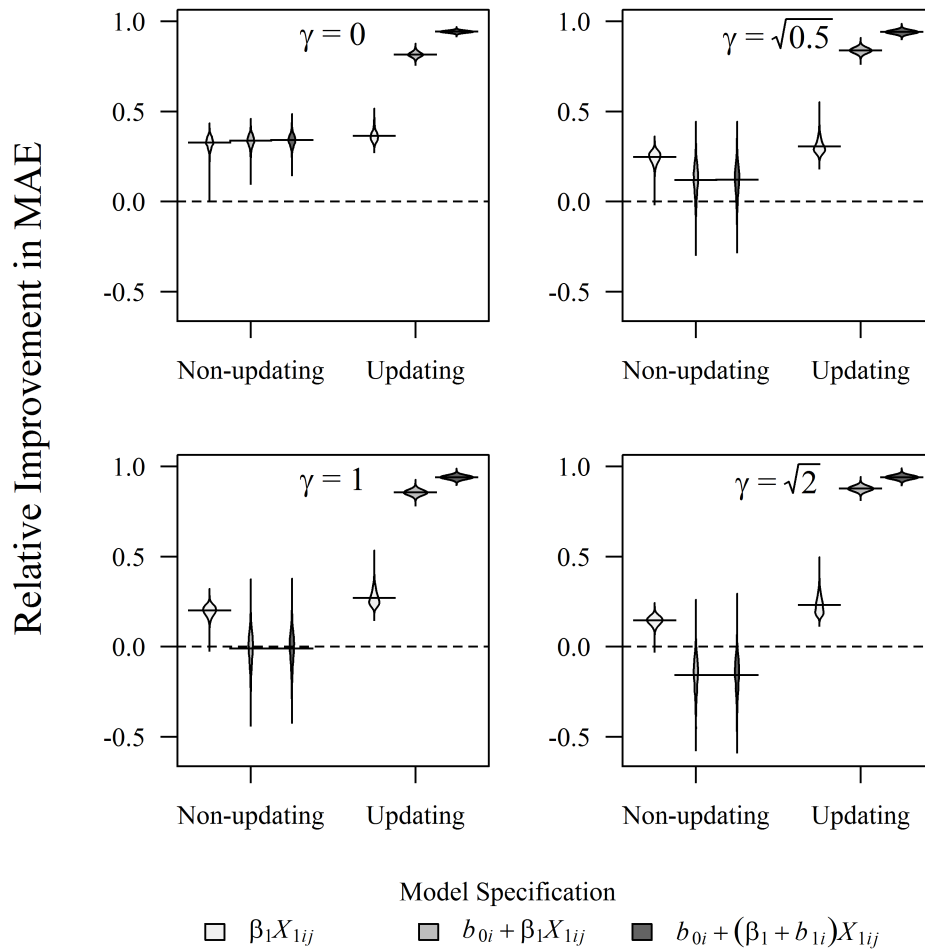 Relative Improvement in MAE
1.0
0.5
0.0
-0.5
γ = 0
Non-updating Updating
1.0
0.5
0.0
-0.5
γ = √0.5
Non-updating Updating
1.0
0.5
0.0
-0.5
γ = 1
Non-updating Updating
1.0
0.5
0.0
-0.5
γ = √2
Non-updating Updating
Model Specification
β₁X₁ᵢⱼ b₀ᵢ + β₁X₁ᵢⱼ b₀ᵢ + (β₁ + b₁ᵢ)X₁ᵢⱼ